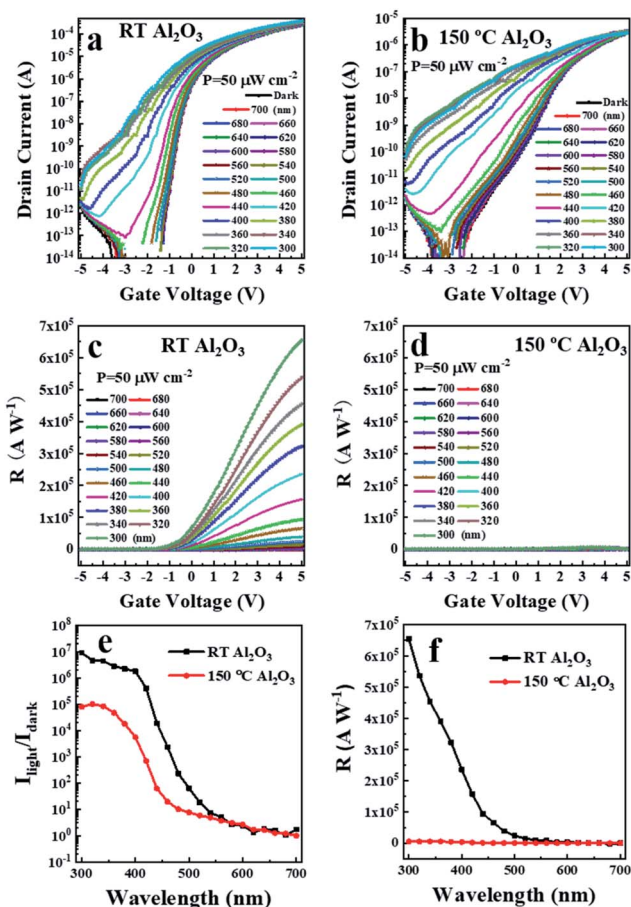 a RT Al2O3
P=50 μW cm-2
Dark
700 (nm)
680 660
640 620
600 580
560 540
520 500
480 460
440 420
400 380
360 340
320 300
Drain Current (A)
10-4
10-5
10-6
10-7
10-8
10-9
10-10
10-11
10-12
10-13
10-14
-5 -4 -3 -2 -1 0 1 2 3 4 5
Gate Voltage (V)
b 150 ºC Al2O3
P=50 μW cm-2
Dark
700 (nm)
680 660
640 620
600 580
560 540
520 500
480 460
440 420
400 380
360 340
320 300
Drain Current (A)
10-5
10-6
10-7
10-8
10-9
10-10
10-11
10-12
10-13
10-14
-5 -4 -3 -2 -1 0 1 2 3 4 5
Gate Voltage (V)
c RT Al2O3
P=50 μW cm-2
700 680
660 640
620 600
580 560
540 520
500 480
460 440
420 400
380 360
340 320
300 (nm)
R (A W-1)
7x105
6x105
5x105
4x105
3x105
2x105
1x105
0
-5 -4 -3 -2 -1 0 1 2 3 4 5
Gate Voltage (V)
d 150 ºC Al2O3
P=50 μW cm-2
700 680
660 640
620 600
580 560
540 520
500 480
460 440
420 400
380 360
340 320
300 (nm)
R (A W-1)
7x105
6x105
5x105
4x105
3x105
2x105
1x105
0
-5 -4 -3 -2 -1 0 1 2 3 4 5
Gate Voltage (V)
e
RT Al2O3
150 ºC Al2O3
Ilight/Idark
107
106
105
104
103
102
101
100
10-1
300 400 500 600 700
Wavelength (nm)
f
RT Al2O3
150 ºC Al2O3
R (A W-1)
7x105
6x105
5x105
4x105
3x105
2x105
1x105
0
300 400 500 600 700
Wavelength (nm)